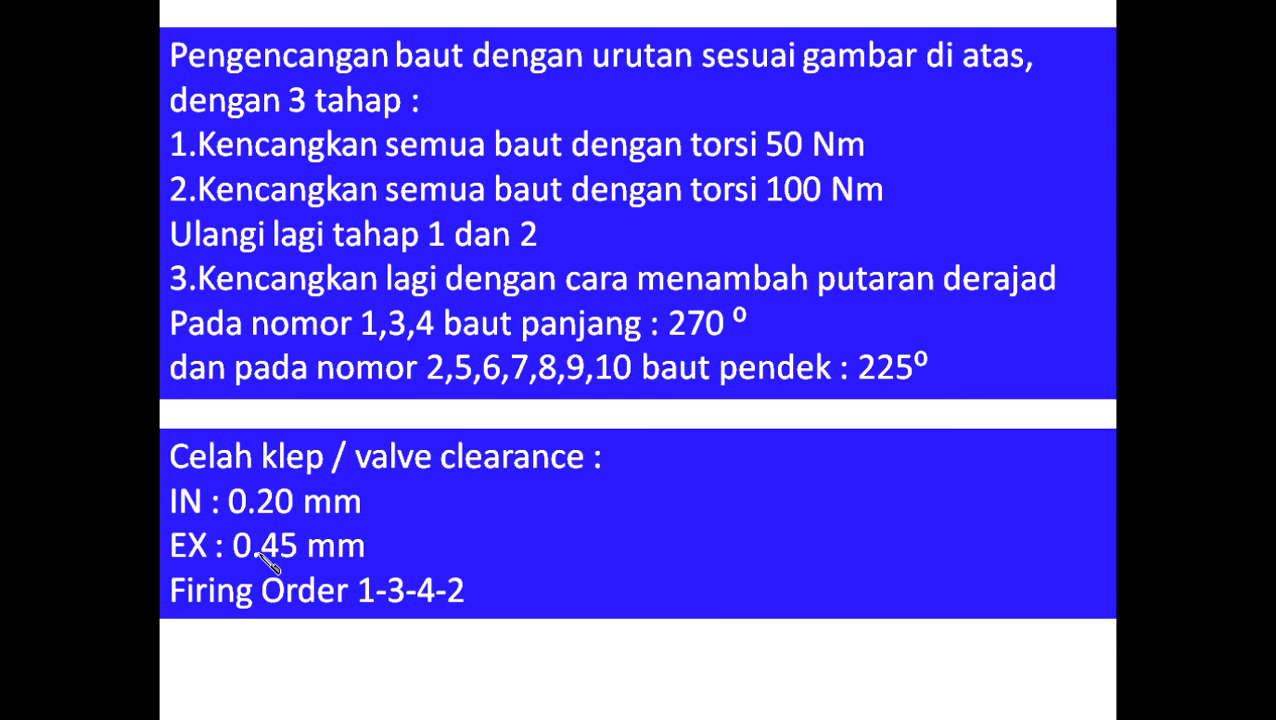 Pengencangan baut dengan urutan sesuai gambar di atas,
dengan 3 tahap :
1.Kencangkan semua baut dengan torsi 50 Nm
2.Kencangkan semua baut dengan torsi 100 Nm
Ulangi lagi tahap 1 dan 2
3.Kencangkan lagi dengan cara menambah putaran derajad
Pada nomor 1,3,4 baut panjang : 270 ⁰
dan pada nomor 2,5,6,7,8,9,10 baut pendek : 225⁰
Celah klep / valve clearance :
IN : 0.20 mm
EX : 0.45 mm
Firing Order 1-3-4-2